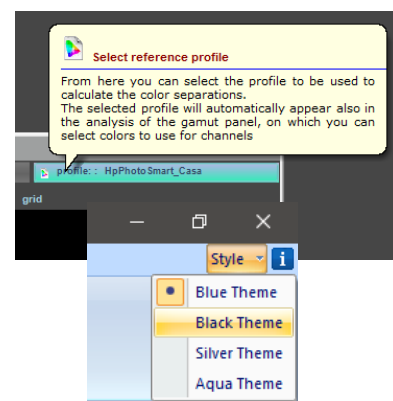 Select reference profile
From here you can select the profile to be used to
calculate the color separations.
The selected profile will automatically appear also in
the analysis of the gamut panel, on which you can
select colors to use for channels
profile: : HpPhotoSmart_Casa
grid
Style
Blue Theme
Black Theme
Silver Theme
Aqua Theme